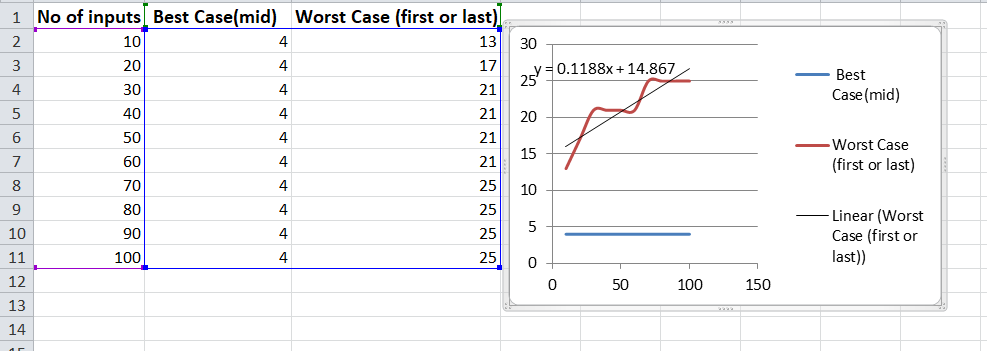 1 No of inputs Best Case(mid) Worst Case (first or last)
2 10 4 13
3 20 4 17
4 30 4 21
5 40 4 21
6 50 4 21
7 60 4 21
8 70 4 25
9 80 4 25
10 90 4 25
11 100 4 25
12
13
14
15
30
25
20
15
10
5
0
0 50 100 150
y = 0.1188x + 14.867
Best
Case(mid)
Worst Case
(first or last)
Linear (Worst
Case (first or
last))